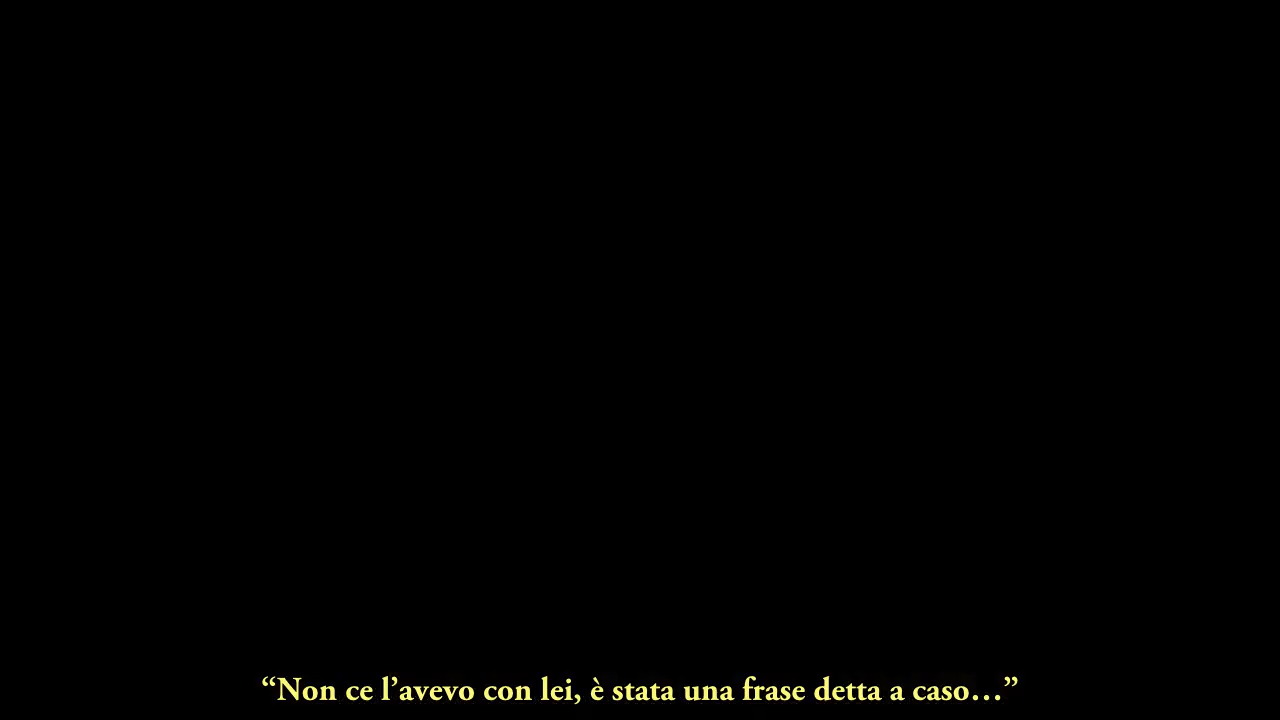 “Non ce l’avevo con lei, è stata una frase detta a caso…”